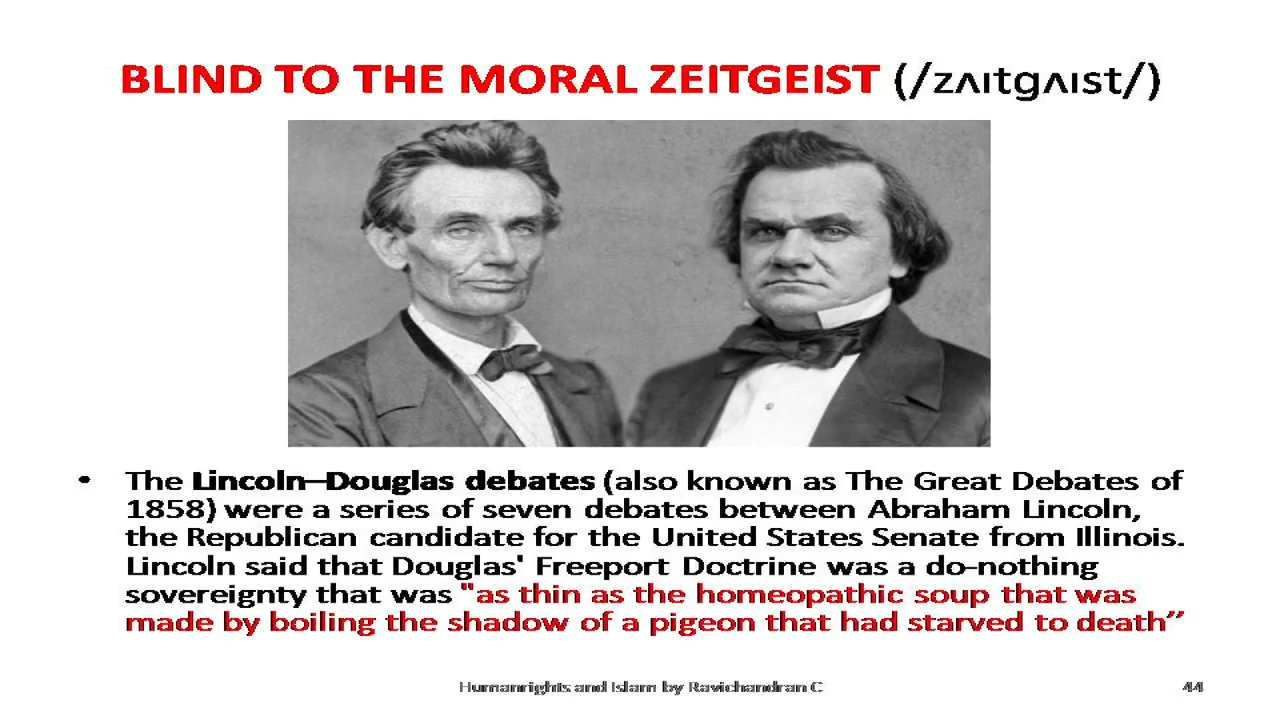 BLIND TO THE MORAL ZEITGEIST (/zʌɪtgʌɪst/)
• The Lincoln–Douglas debates (also known as The Great Debates of
1858) were a series of seven debates between Abraham Lincoln,
the Republican candidate for the United States Senate from Illinois.
Lincoln said that Douglas' Freeport Doctrine was a do-nothing
sovereignty that was "as thin as the homeopathic soup that was
made by boiling the shadow of a pigeon that had starved to death”
Humanrights and Islam by Ravichandran C 44